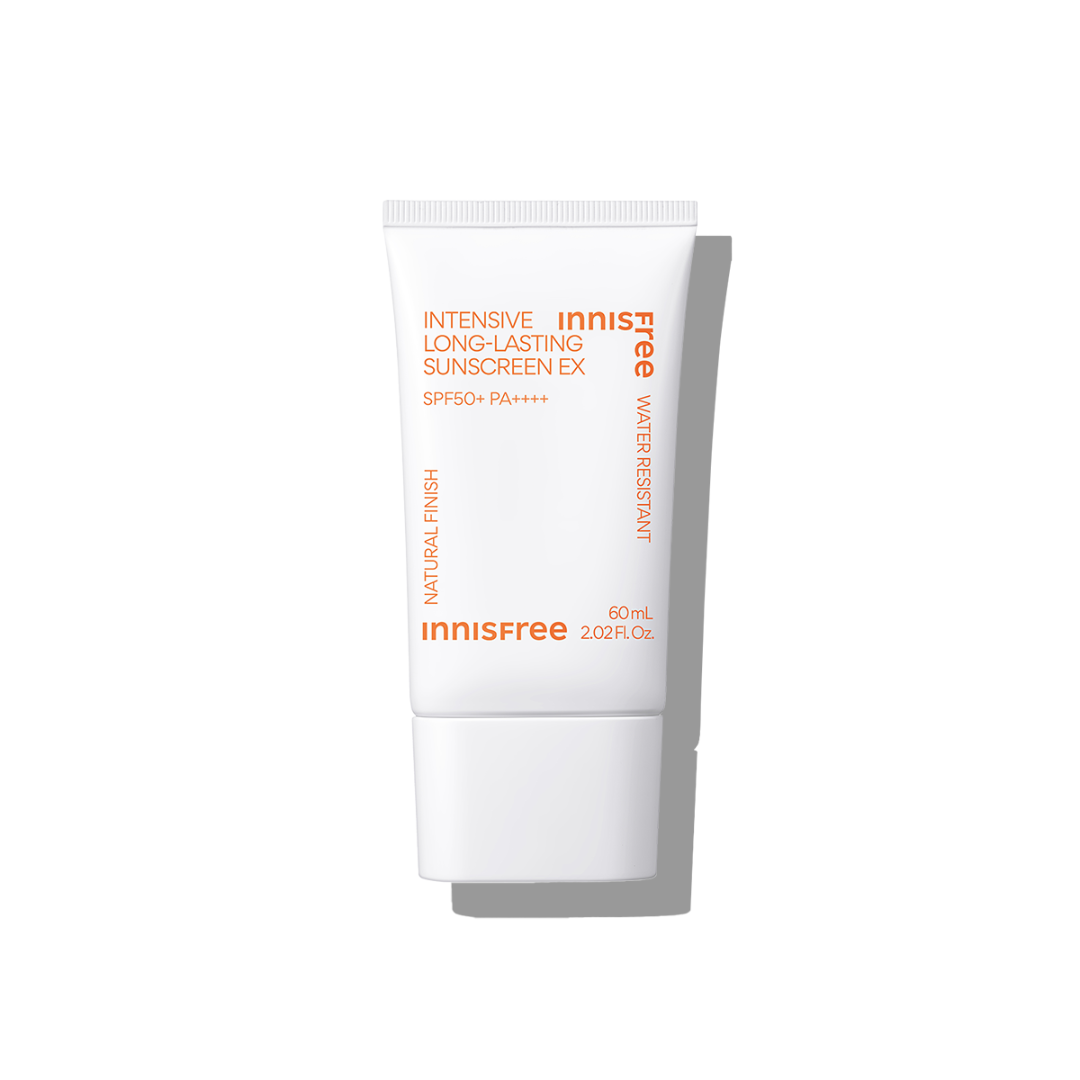 INTENSIVE
LONG-LASTING
SUNSCREEN EX
SPF50+ PA++++
INNISFree
WATER RESISTANT
NATURAL FINISH
INNISFree
60 mL
2.02 Fl. Oz.